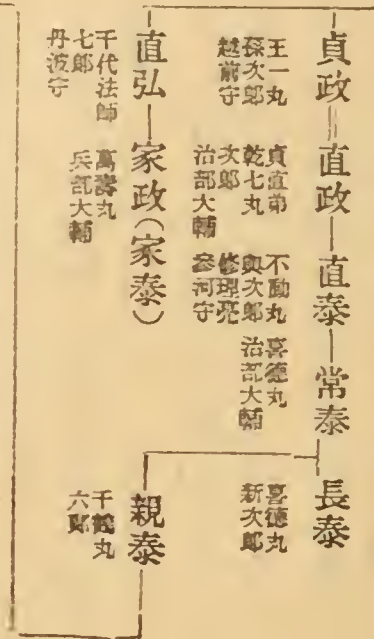 貞政＝直政―直泰―常泰
長泰
王一丸
孫次郎
越前守
貞直弟
乾七丸
次郎
治部大輔
不動丸
與次郎
修理亮
參河守
喜德丸
治部大輔
喜德丸
新次郎
直弘―家政(家泰)
親泰
千代法師
七郎
丹波守
萬壽丸
兵部大輔
千鶴丸
六郎